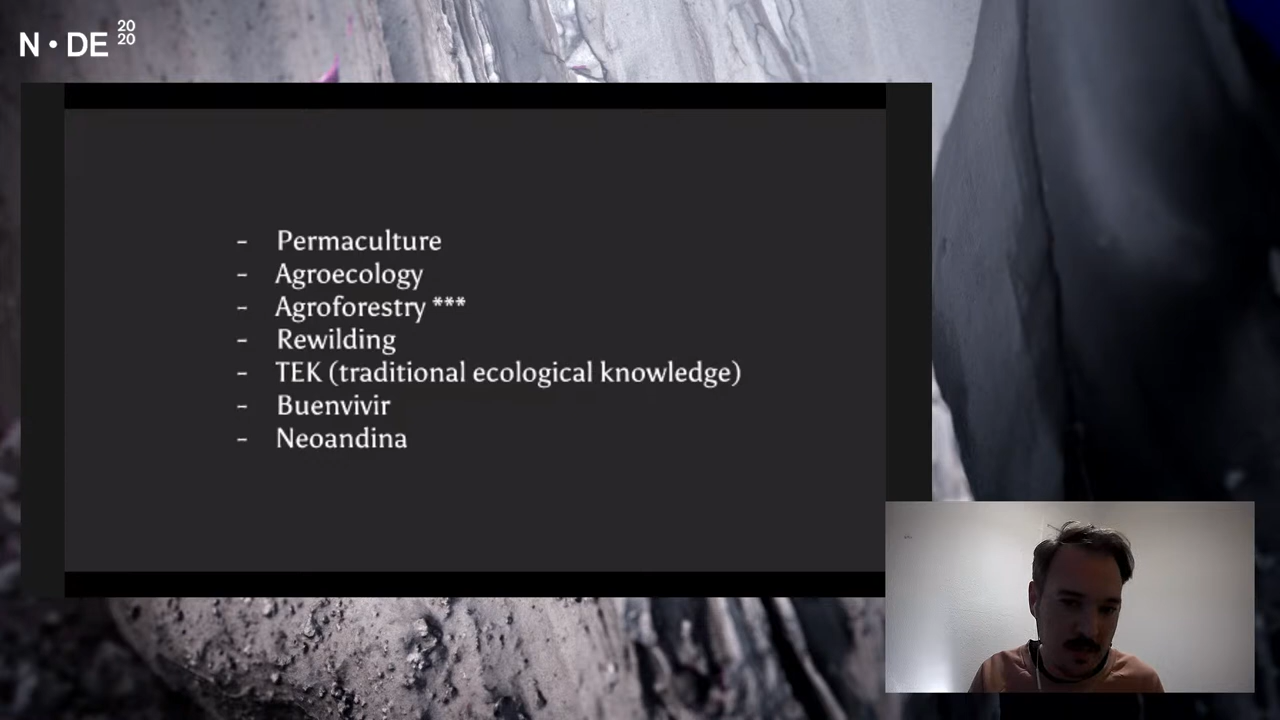 N•DE 20
20
- Permaculture
- Agroecology
- Agroforestry ***
- Rewilding
- TEK (traditional ecological knowledge)
- Buenvivir
- Neoandina